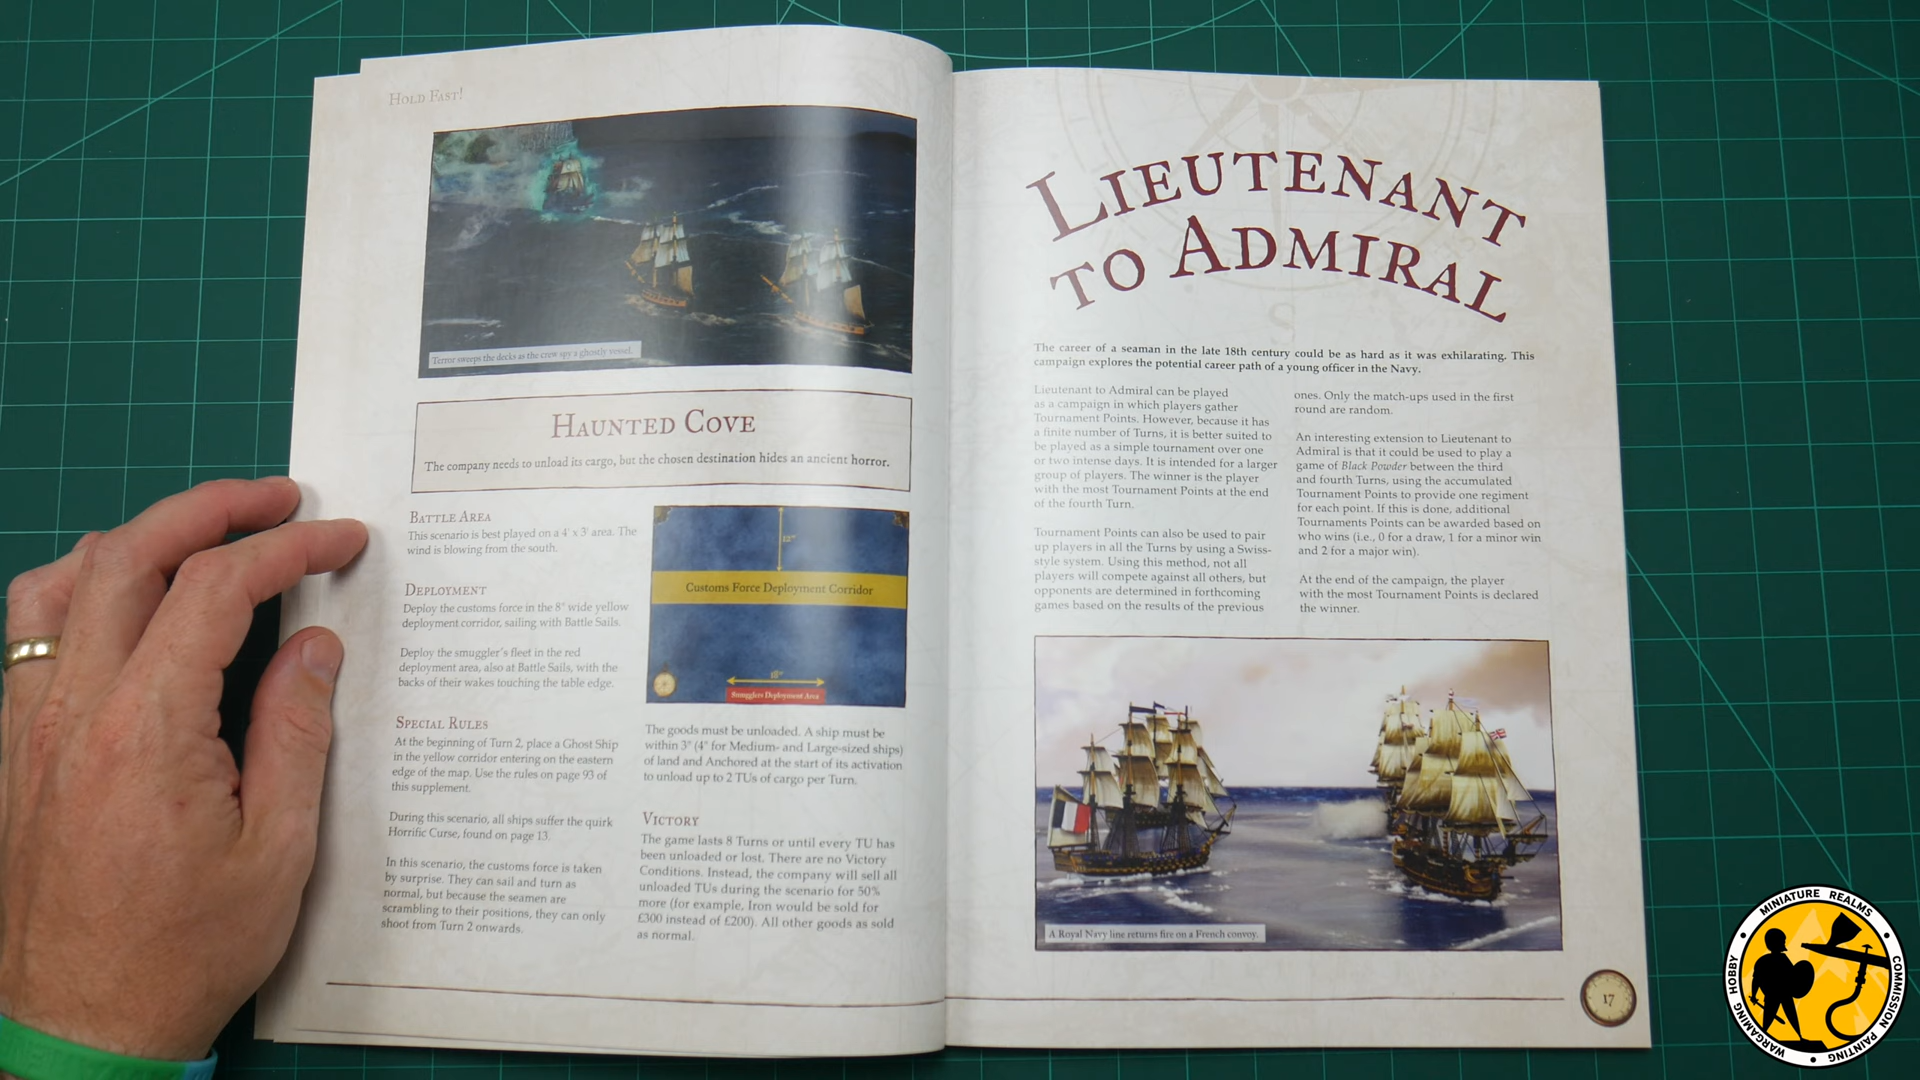 Hold Fast!
Terror sweeps the decks as the crew spy a ghostly vessel.
Haunted Cove
The company needs to unload its cargo, but the chosen destination hides an ancient horror.
Battle Area
This scenario is best played on a 4' x 3' area. The
wind is blowing from the south.
Deployment
Deploy the customs force in the 8" wide yellow
deployment corridor, sailing with Battle Sails.
Deploy the smuggler's fleet in the red
deployment area, also at Battle Sails, with the
backs of their wakes touching the table edge.
Special Rules
At the beginning of Turn 2, place a Ghost Ship
in the yellow corridor entering on the eastern
edge of the map. Use the rules on page 93 of
this supplement.
During this scenario, all ships suffer the quirk
Horrific Curse, found on page 13.
In this scenario, the customs force is taken
by surprise. They can sail and turn as
normal, but because the seamen are
scrambling to their positions, they can only
shoot from Turn 2 onwards.
12"
Customs Force Deployment Corridor
18"
Smugglers Deployment Area
The goods must be unloaded. A ship must be
within 3" (4" for Medium- and Large-sized ships)
of land and Anchored at the start of its activation
to unload up to 2 TUs of cargo per Turn.
Victory
The game lasts 8 Turns or until every TU has
been unloaded or lost. There are no Victory
Conditions. Instead, the company will sell all
unloaded TUs during the scenario for 50%
more (for example, Iron would be sold for
£300 instead of £200). All other goods as sold
as normal.
Lieutenant
to Admiral
S
The career of a seaman in the late 18th century could be as hard as it was exhilarating. This
campaign explores the potential career path of a young officer in the Navy.
Lieutenant to Admiral can be played
as a campaign in which players gather
Tournament Points. However, because it has
a finite number of Turns, it is better suited to
be played as a simple tournament over one
or two intense days. It is intended for a larger
group of players. The winner is the player
with the most Tournament Points at the end
of the fourth Turn.
Tournament Points can also be used to pair
up players in all the Turns by using a Swiss-
style system. Using this method, not all
players will compete against all others, but
opponents are determined in forthcoming
games based on the results of the previous
ones. Only the match-ups used in the first
round are random.
An interesting extension to Lieutenant to
Admiral is that it could be used to play a
game of Black Powder between the third
and fourth Turns, using the accumulated
Tournament Points to provide one regiment
for each point. If this is done, additional
Tournaments Points can be awarded based on
who wins (i.e., 0 for a draw, 1 for a minor win
and 2 for a major win).
At the end of the campaign, the player
with the most Tournament Points is declared
the winner.
A Royal Navy line returns fire on a French convoy.
17
MINIATURE REALMS
COMMISSION PAINTING
WARGAMING HOBBY